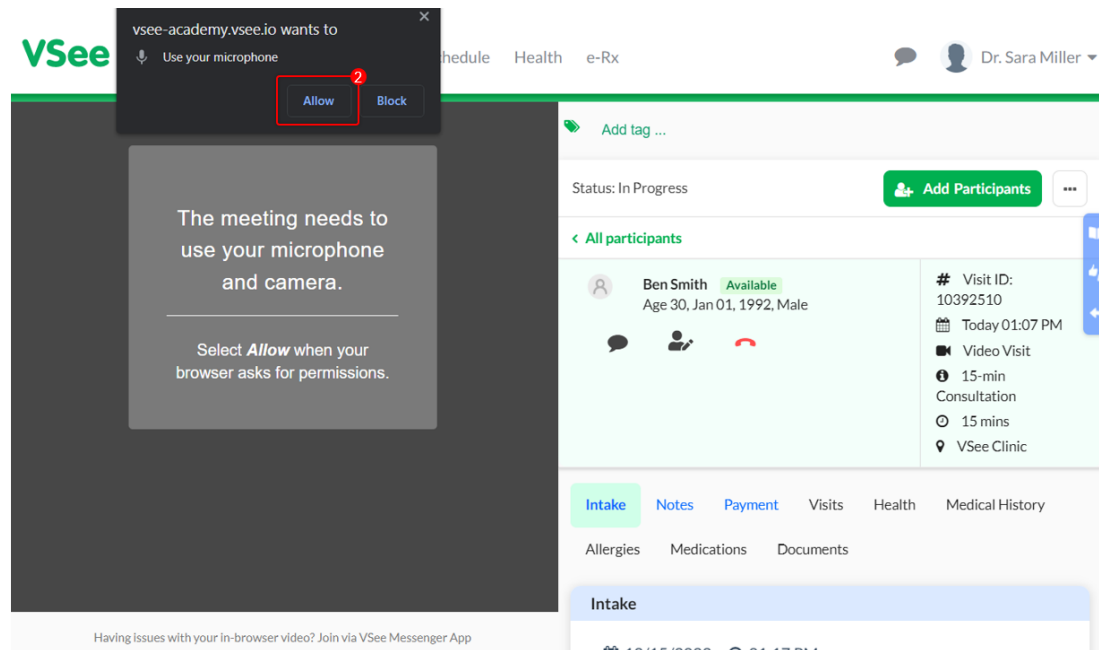 vsee-academy.vsee.io wants to
Use your microphone
2
Allow Block
VSee
hedule Health e-Rx Dr. Sara Miller
The meeting needs to
use your microphone
and camera.
Select Allow when your
browser asks for permissions.
Having issues with your in-browser video? Join via VSee Messenger App
Add tag ...
Status: In Progress
Add Participants
All participants
Ben Smith Available
Age 30, Jan 01, 1992, Male
# Visit ID:
10392510
Today 01:07 PM
Video Visit
15-min
Consultation
15 mins
VSee Clinic
Intake Notes Payment Visits Health Medical History
Allergies Medications Documents
Intake